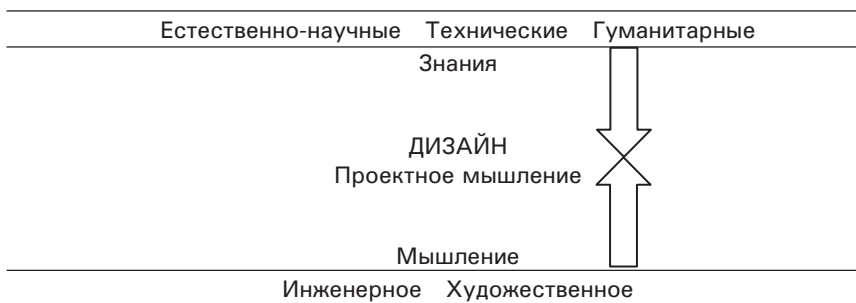 Естественно-научные Технические Гуманитарные
Знания
ДИЗАЙН
Проектное мышление
Мышление
Инженерное Художественное